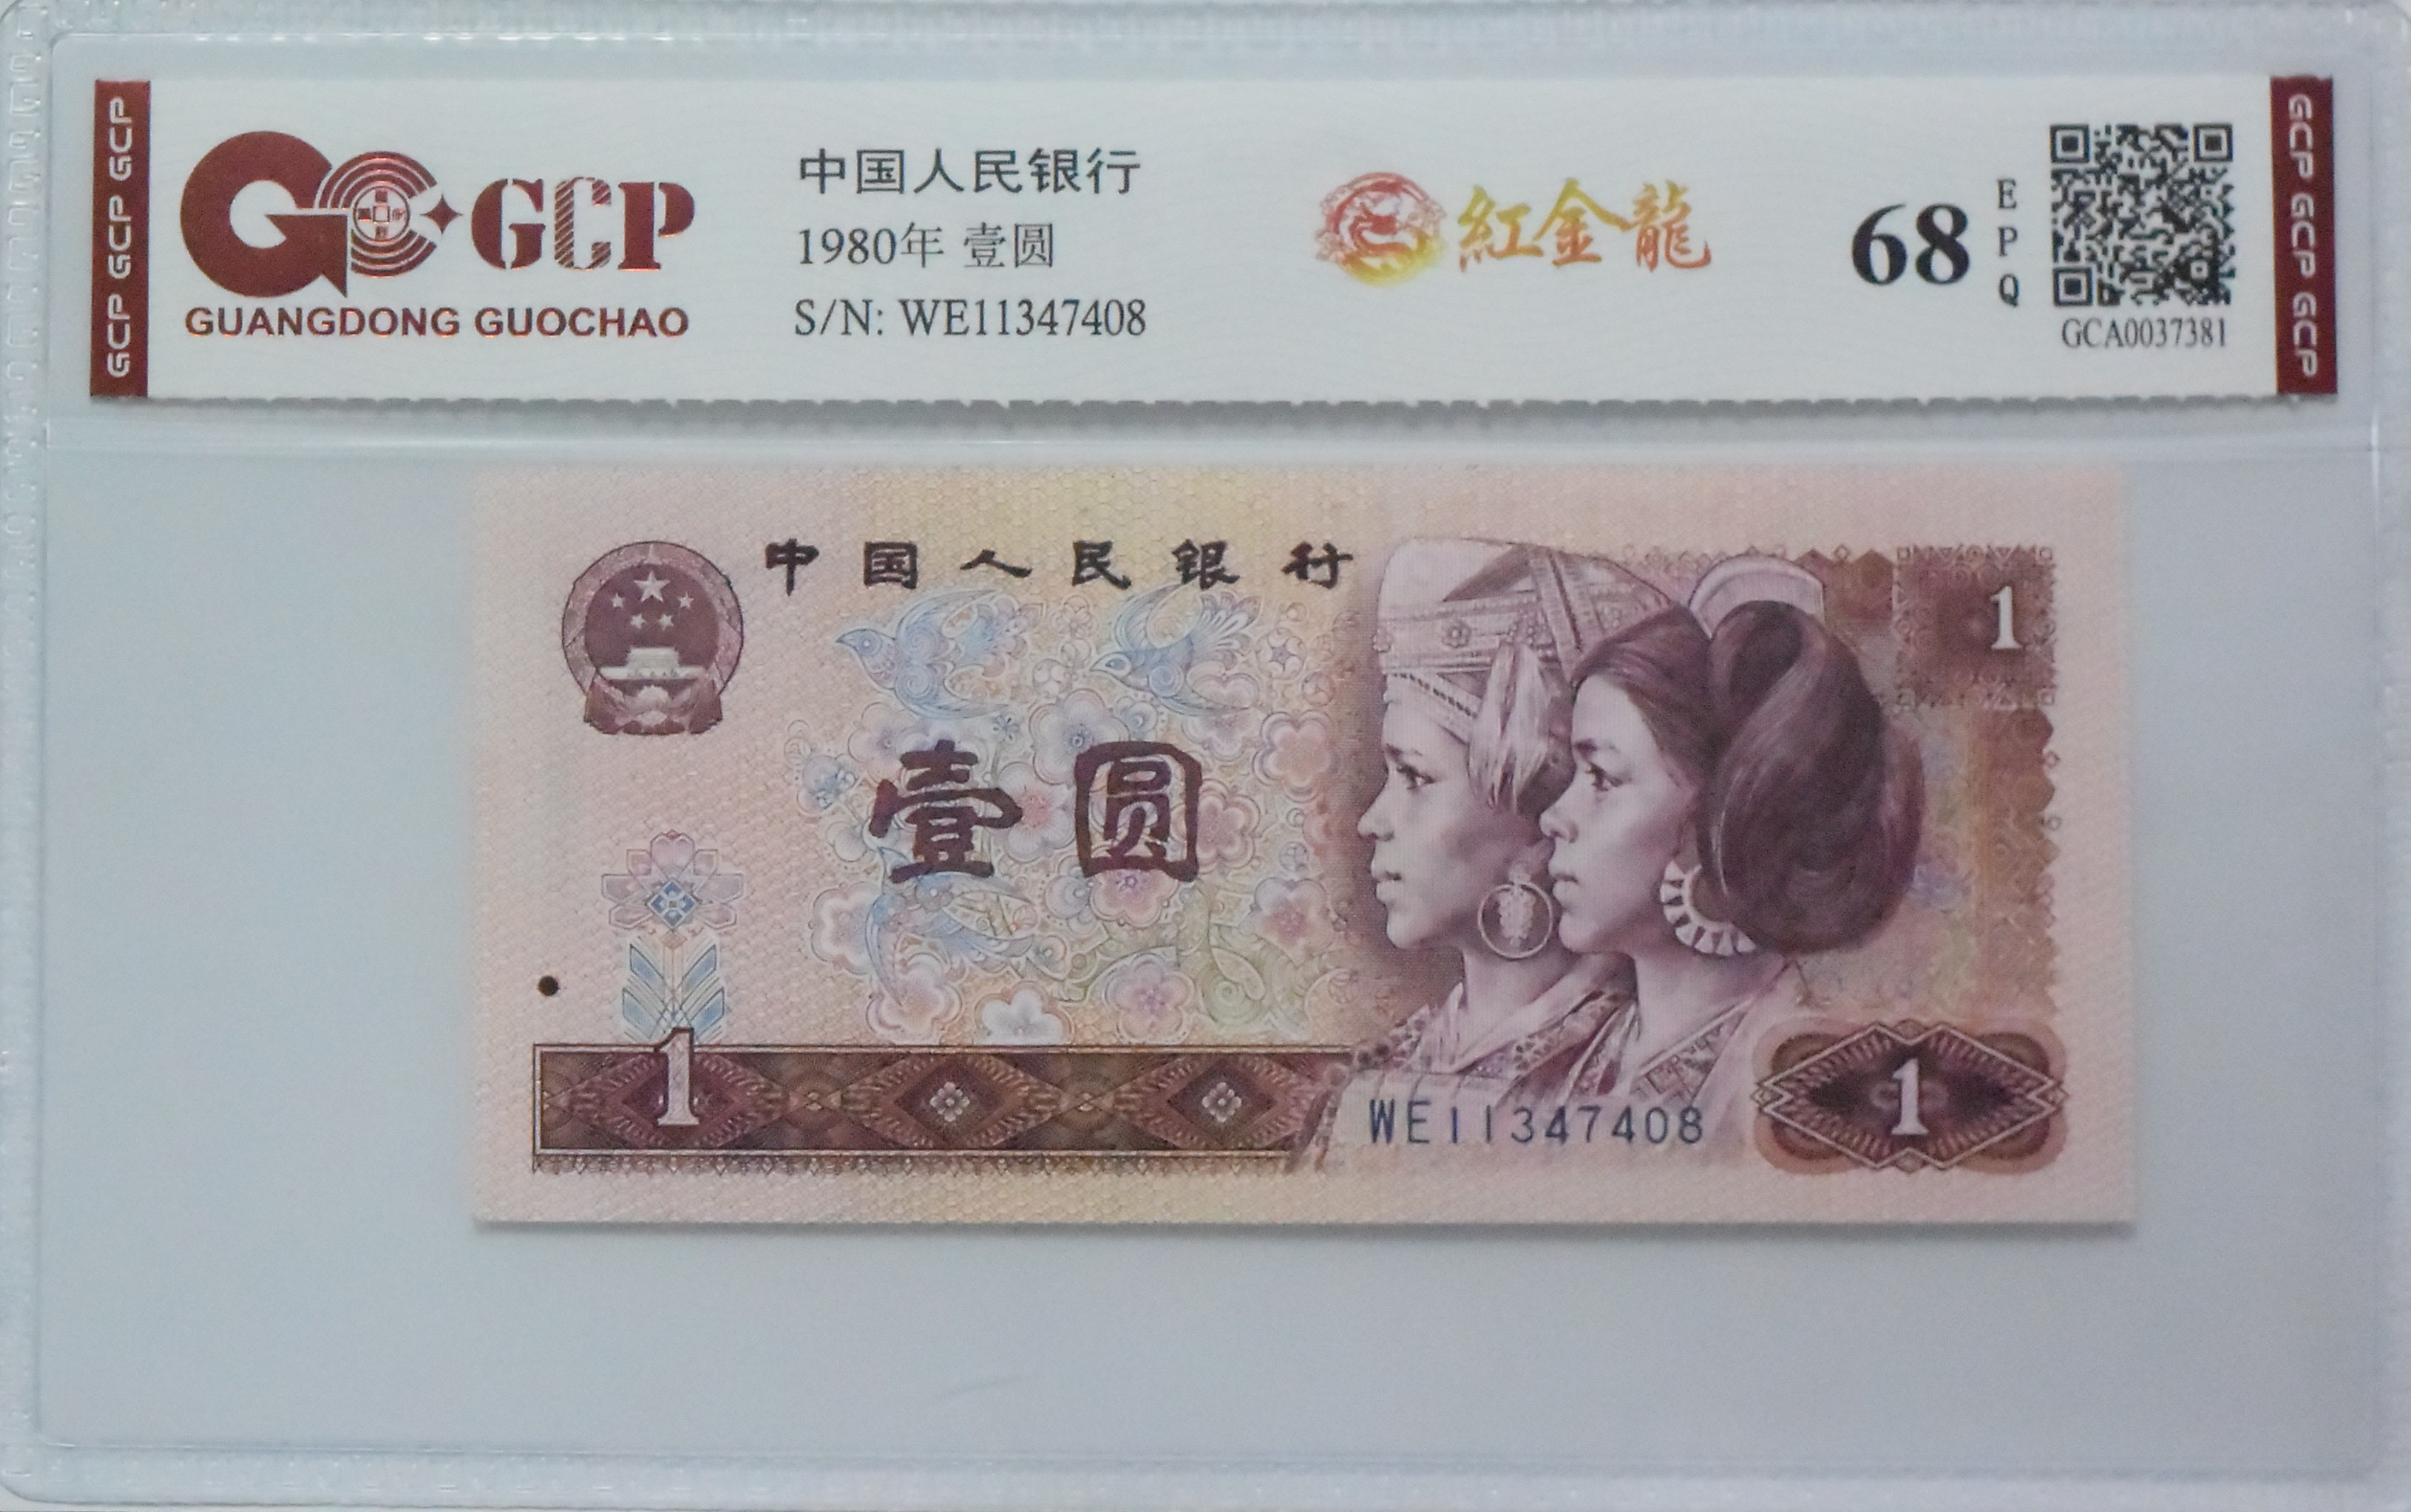 GCP GCP GCP
GCP
GUANGDONG GUOCHAO
中国人民银行
1980年 壹圆
S/N: WE11347408
紅金龍
68
EPQ
GCA0037381
GCP GCP GCP
中国人民银行
1
壹圆
1
WE11347408
1